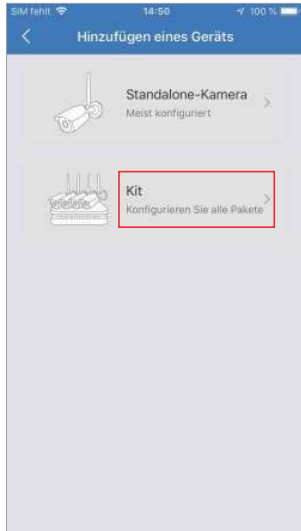 SIM fehlt 14:50 100 %
Hinzufügen eines Geräts
Standalone-Kamera
Meist konfiguriert
Kit
Konfigurieren Sie alle Pakete